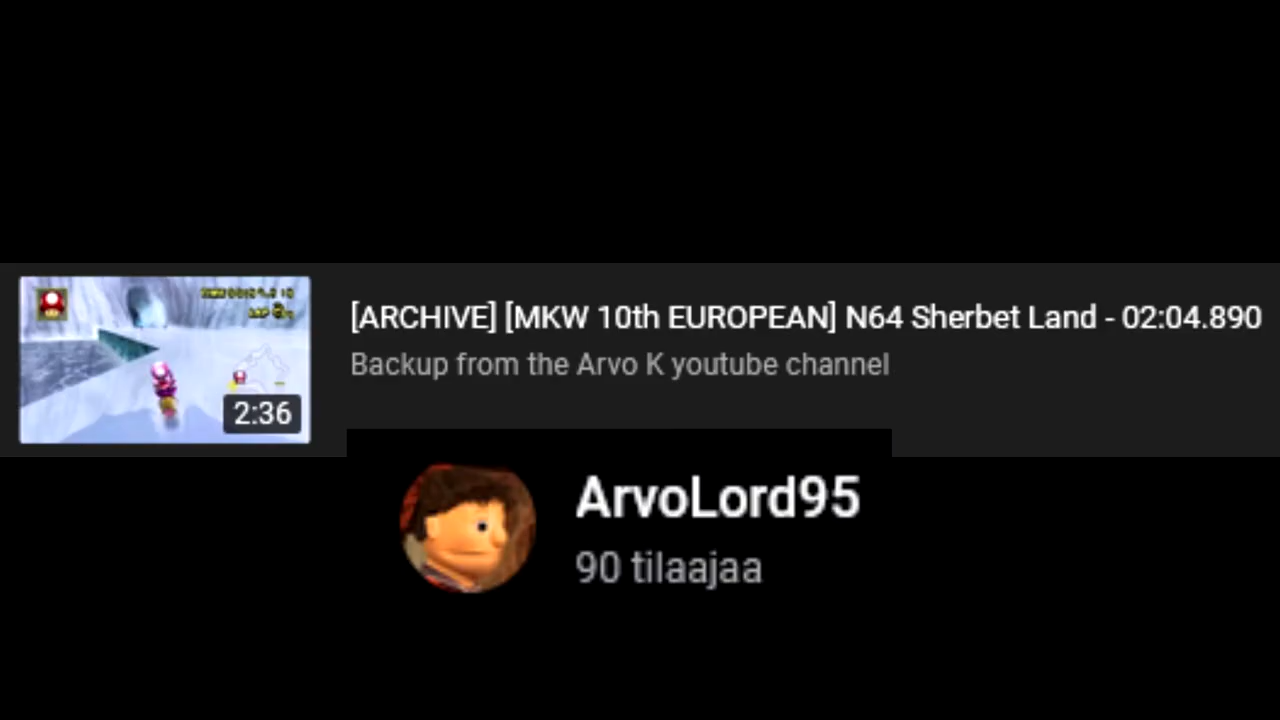 [ARCHIVE] [MKW 10th EUROPEAN] N64 Sherbet Land - 02:04.890
Backup from the Arvo K youtube channel
2:36
ArvoLord95
90 tilaajaa